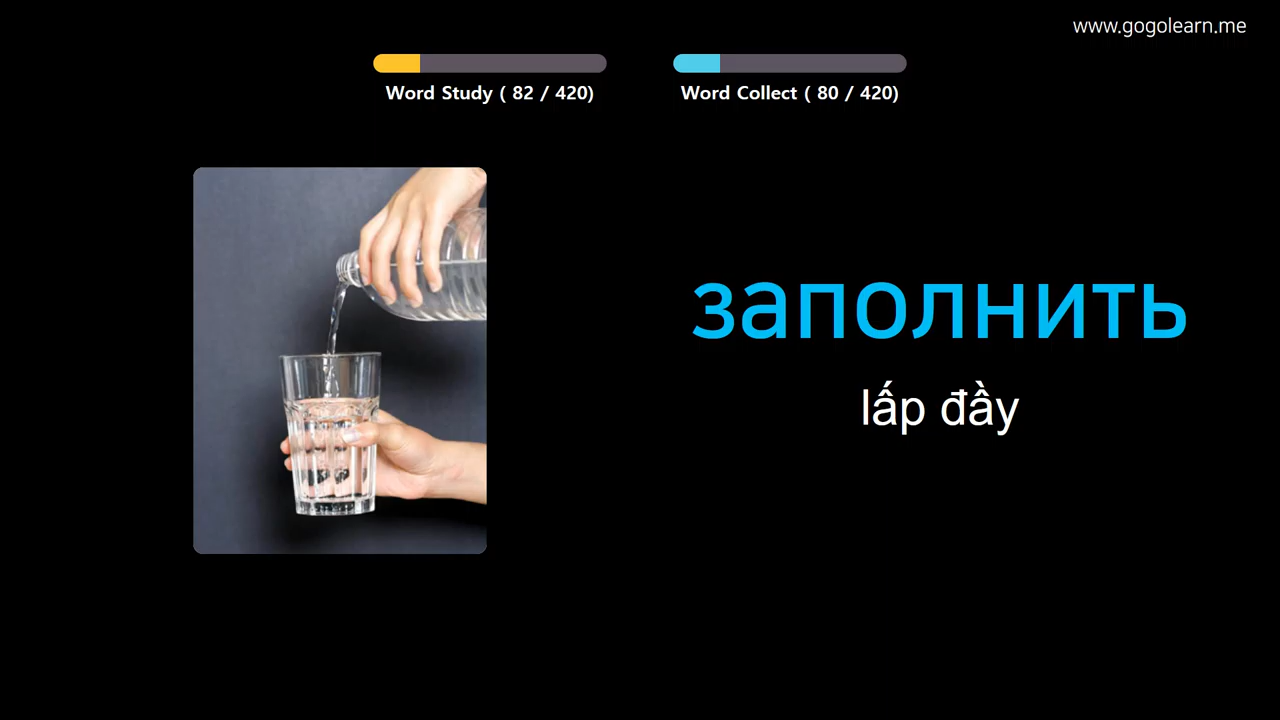 www.gogolearn.me
Word Study ( 82 / 420)
Word Collect ( 80 / 420)
заполнить
lấp đầy